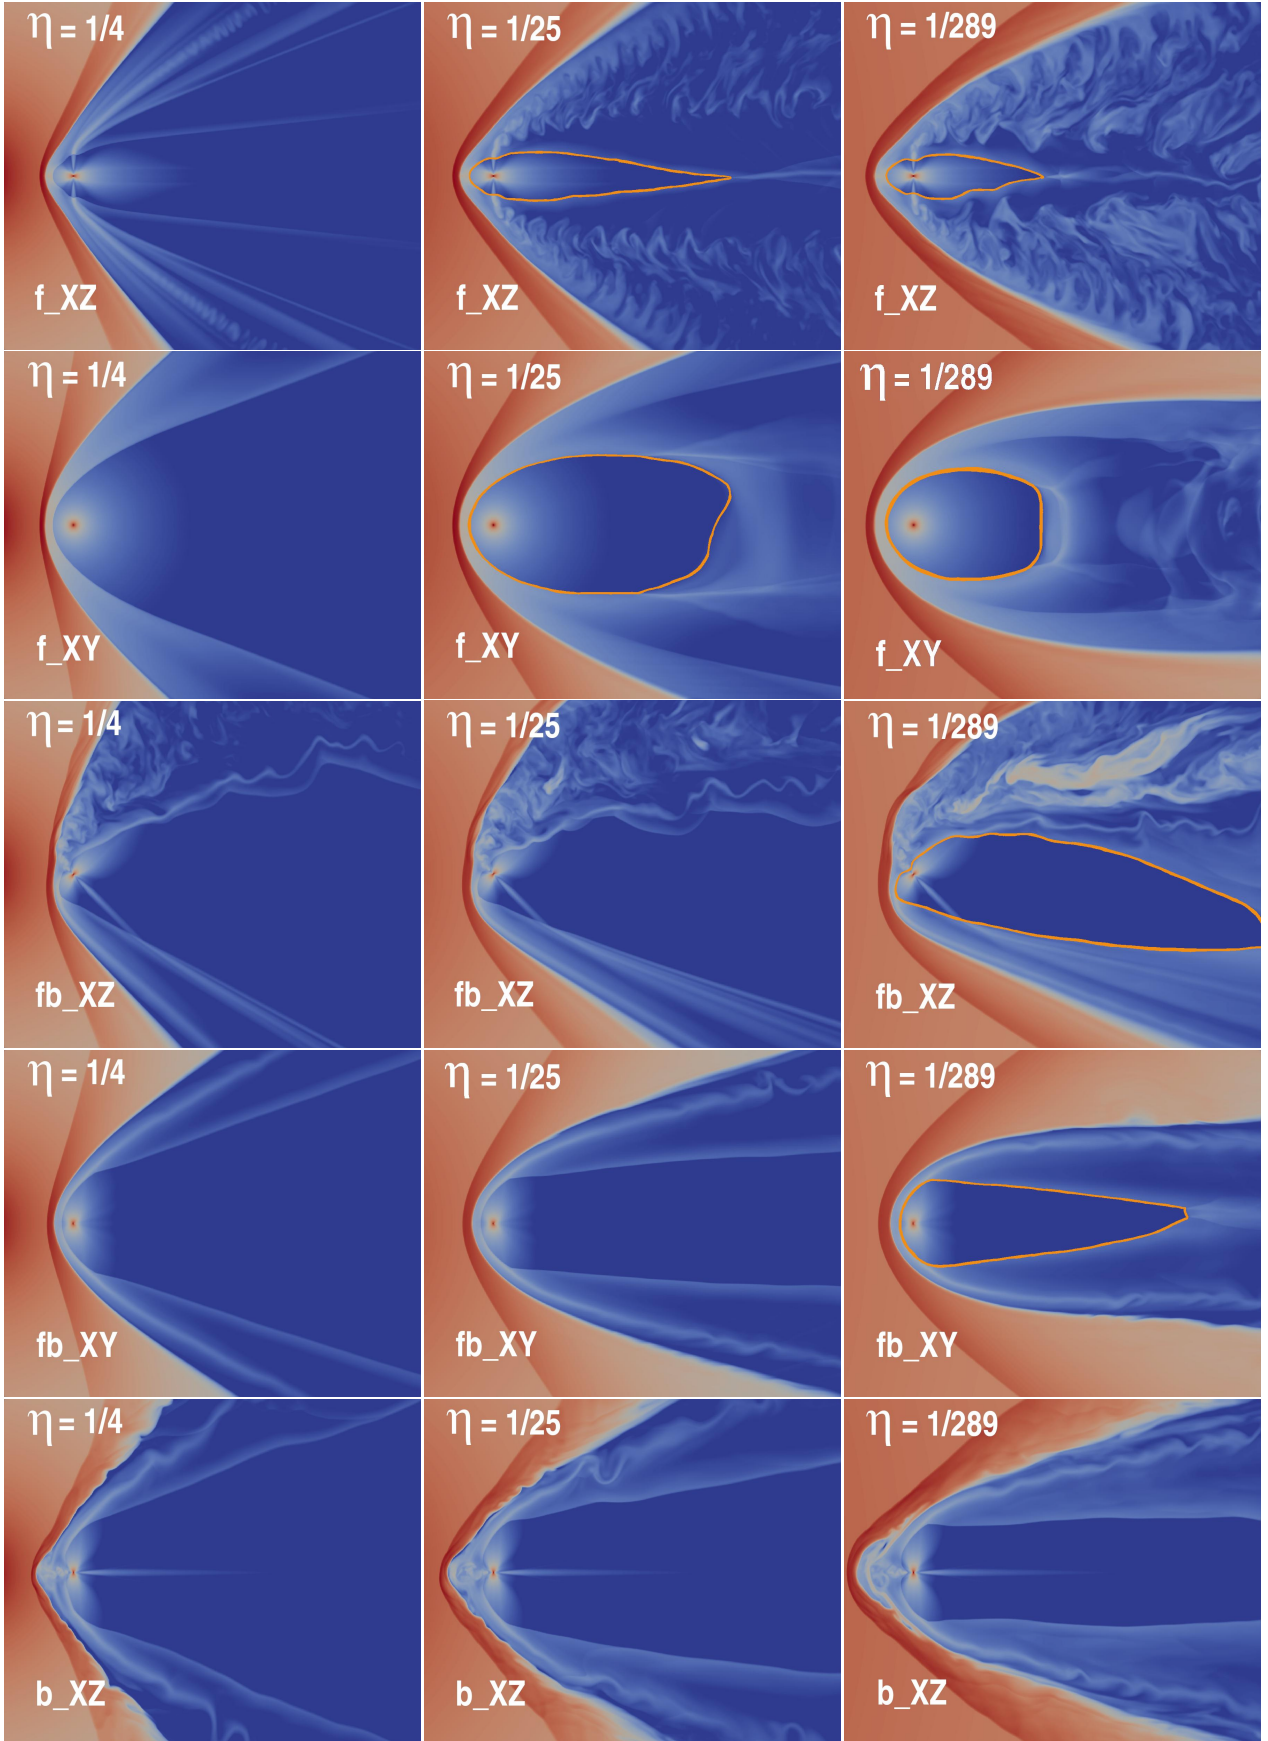 η = 1/4
η = 1/25
η = 1/289
f_XZ
f_XZ
f_XZ
η = 1/4
η = 1/25
η = 1/289
f_XY
f_XY
f_XY
η = 1/4
η = 1/25
η = 1/289
fb_XZ
fb_XZ
fb_XZ
η = 1/4
η = 1/25
η = 1/289
fb_XY
fb_XY
fb_XY
η = 1/4
η = 1/25
η = 1/289
b_XZ
b_XZ
b_XZ